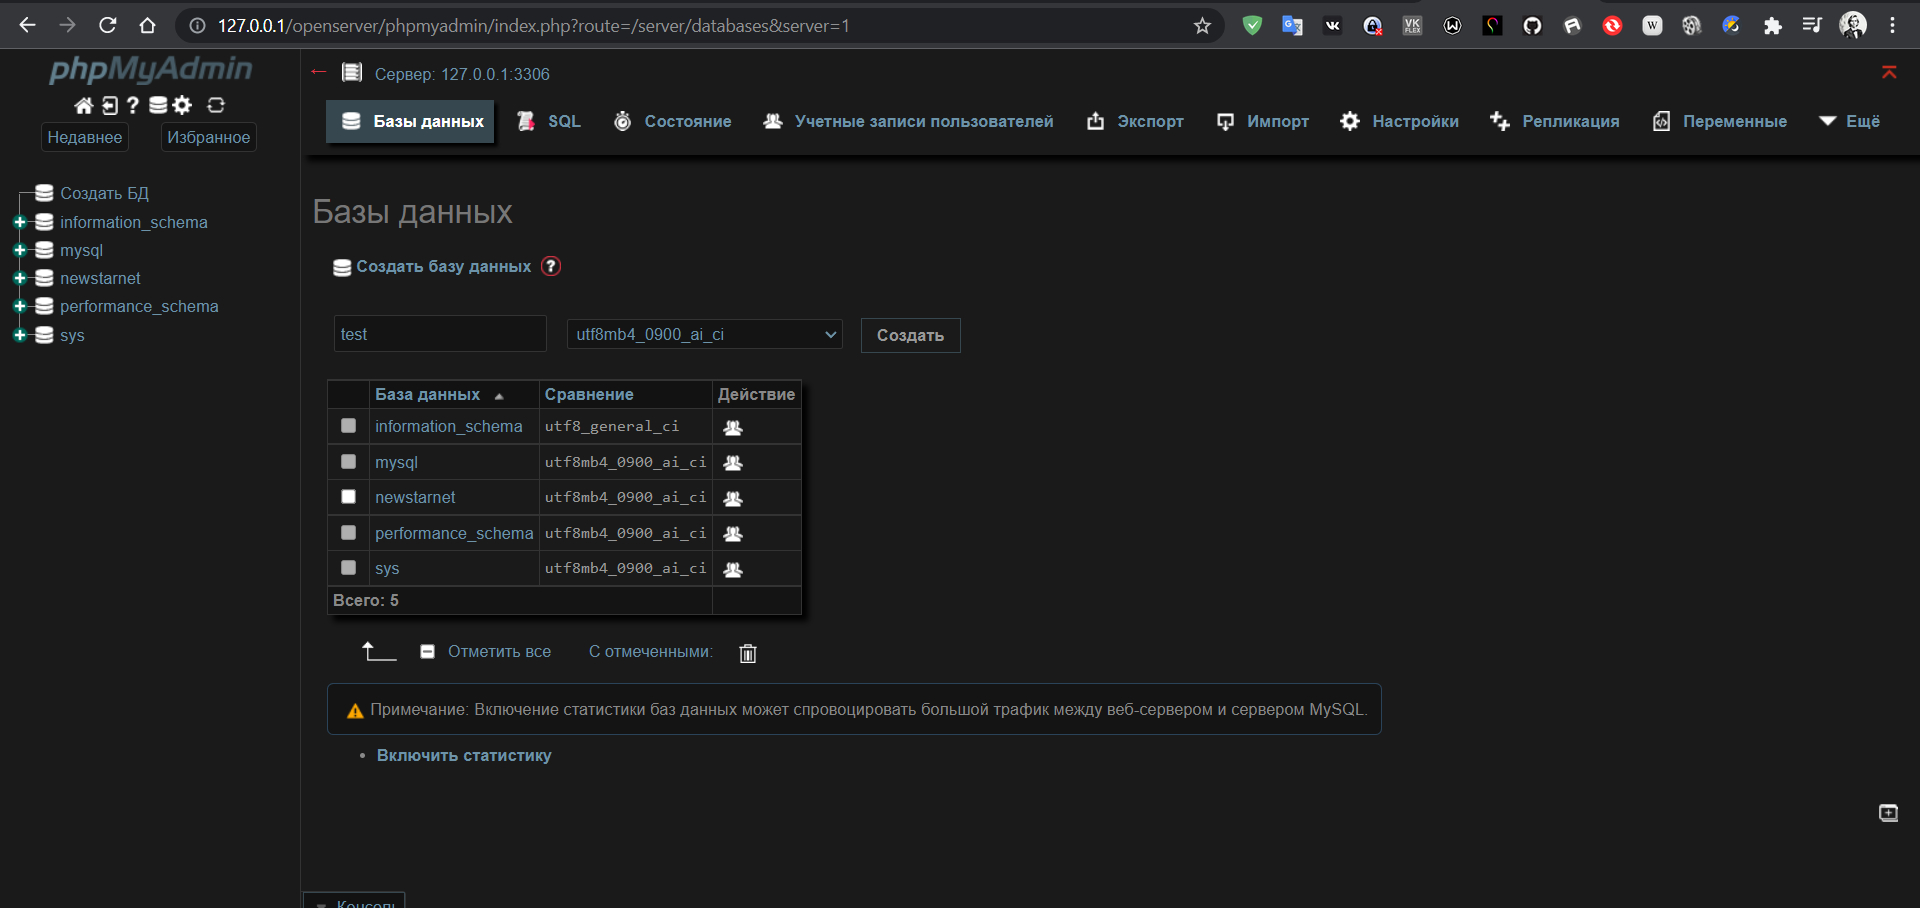 127.0.0.1/openserver/phpmyadmin/index.php?route=/server/databases&server=1
phpMyAdmin
Недавнее Избранное
Создать БД
information_schema
mysql
newstarnet
performance_schema
sys
Сервер: 127.0.0.1:3306
Базы данных SQL Состояние Учетные записи пользователей Экспорт Импорт Настройки Репликация Переменные Ещё
Базы данных
Создать базу данных
test utf8mb4_0900_ai_ci Создать
База данных Сравнение Действие
information_schema utf8_general_ci
mysql utf8mb4_0900_ai_ci
newstarnet utf8mb4_0900_ai_ci
performance_schema utf8mb4_0900_ai_ci
sys utf8mb4_0900_ai_ci
Всего: 5
Отметить все С отмеченными:
Примечание: Включение статистики баз данных может спровоцировать большой трафик между веб-сервером и сервером MySQL.
• Включить статистику
Консоль